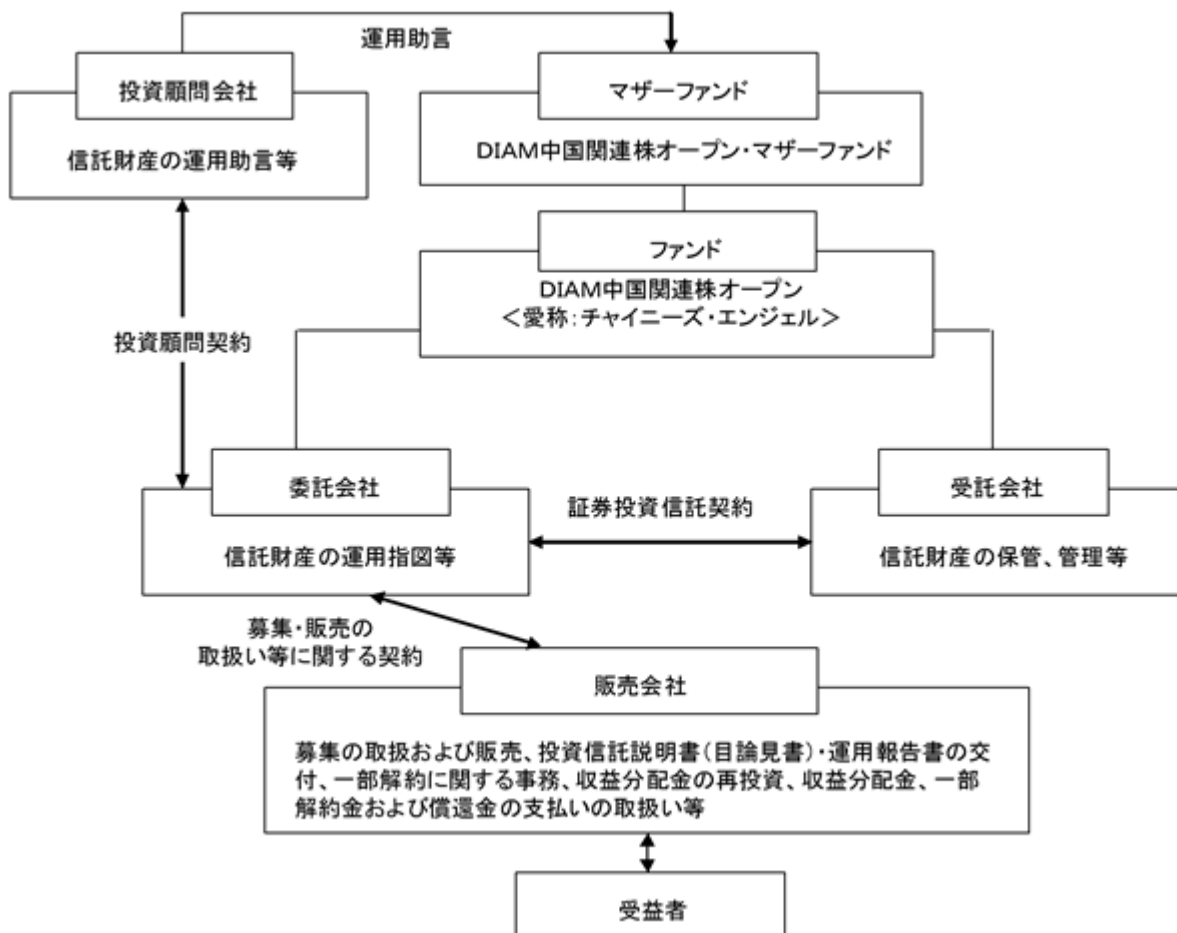 運用助言
投資顧問会社
信託財産の運用助言等
マザーファンド
DIAM中国関連株オープン・マザーファンド
ファンド
DIAM中国関連株オープン
＜愛称：チャイニーズ・エンジェル＞
投資顧問契約
委託会社
信託財産の運用指図等
証券投資信託契約
受託会社
信託財産の保管、管理等
募集・販売の
取扱い等に関する契約
販売会社
募集の取扱および販売、投資信託説明書（目論見書）・運用報告書の交
付、一部解約に関する事務、収益分配金の再投資、収益分配金、一部
解約金および償還金の支払いの取扱い等
受益者